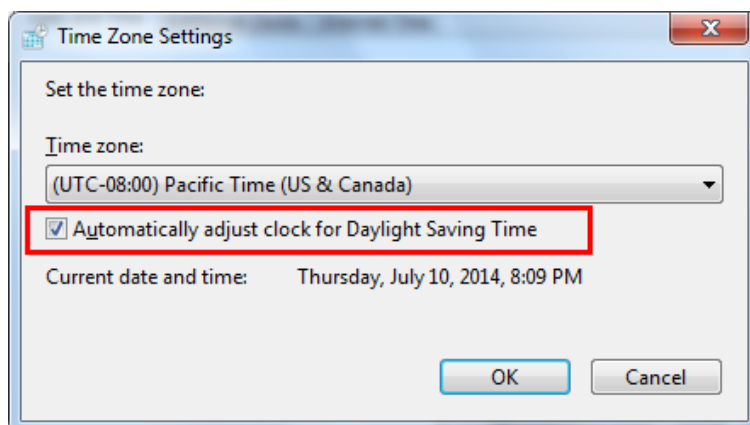 Time Zone Settings
Set the time zone:
Time zone:
(UTC-08:00) Pacific Time (US & Canada)
Automatically adjust clock for Daylight Saving Time
Current date and time: Thursday, July 10, 2014, 8:09 PM
OK Cancel